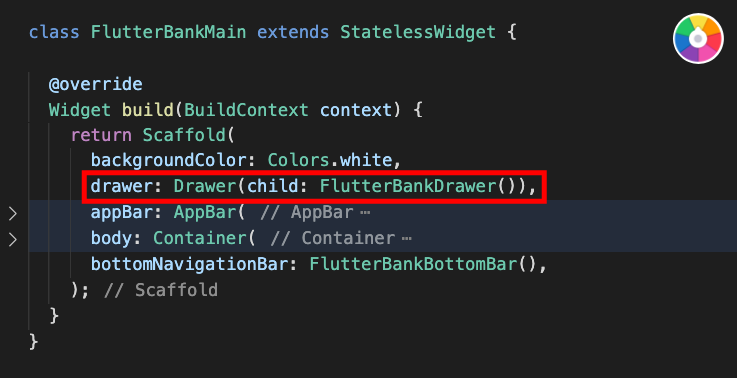 class FlutterBankMain extends StatelessWidget {
@override
Widget build(BuildContext context) {
return Scaffold(
backgroundColor: Colors.white,
drawer: Drawer(child: FlutterBankDrawer()),
appBar: AppBar( // AppBar ⋯
body: Container( // Container ⋯
bottomNavigationBar: FlutterBankBottomBar(),
); // Scaffold
}
}